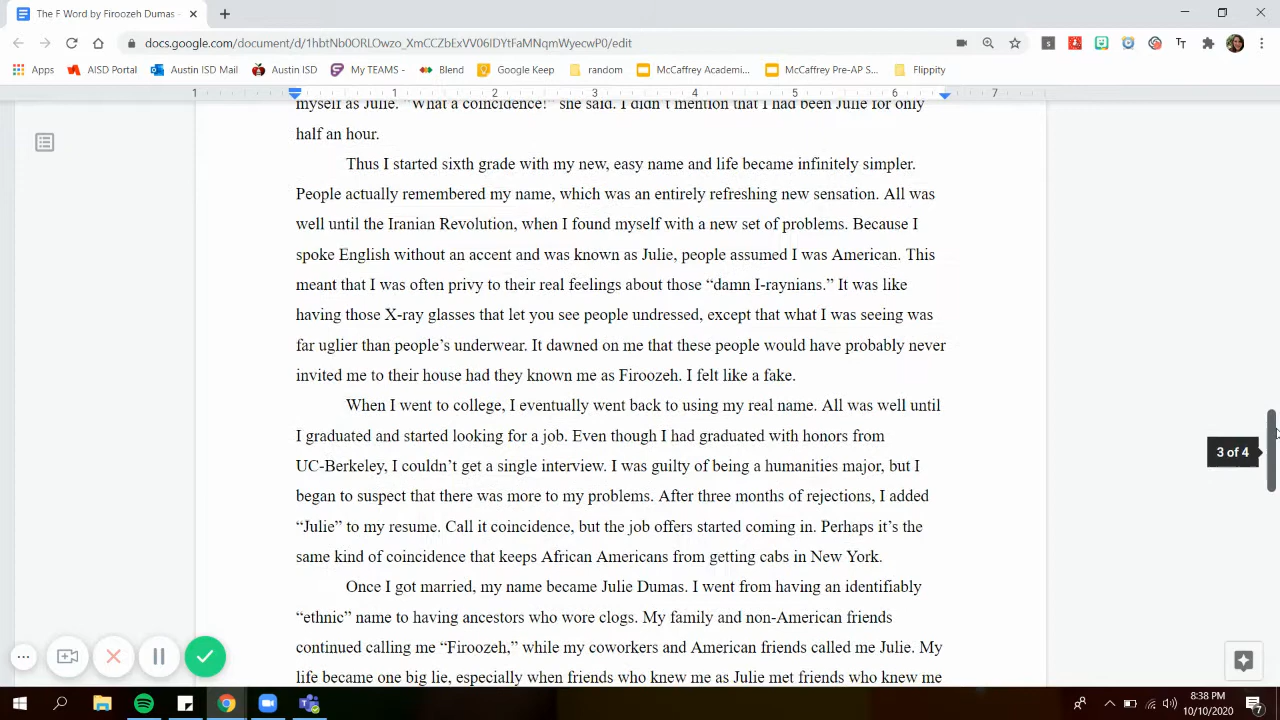 The F Word by Firoozeh Dumas -
docs.google.com/document/d/1hbtNb0ORLOwzo_XmCCZbExVV06IDYtFaMNqmWyecwP0/edit
Apps
AISD Portal
Austin ISD Mail
Austin ISD
My TEAMS -
Blend
Google Keep
random
McCaffrey Academi...
McCaffrey Pre-AP S...
Flippity
1 1 2 3 4 5 6 7
myself as Julie. "What a coincidence!" she said. I didn't mention that I had been Julie for only
half an hour.
Thus I started sixth grade with my new, easy name and life became infinitely simpler.
People actually remembered my name, which was an entirely refreshing new sensation. All was
well until the Iranian Revolution, when I found myself with a new set of problems. Because I
spoke English without an accent and was known as Julie, people assumed I was American. This
meant that I was often privy to their real feelings about those “damn I-raynians.” It was like
having those X-ray glasses that let you see people undressed, except that what I was seeing was
far uglier than people’s underwear. It dawned on me that these people would have probably never
invited me to their house had they known me as Firoozeh. I felt like a fake.
When I went to college, I eventually went back to using my real name. All was well until
I graduated and started looking for a job. Even though I had graduated with honors from
UC-Berkeley, I couldn’t get a single interview. I was guilty of being a humanities major, but I
began to suspect that there was more to my problems. After three months of rejections, I added
“Julie” to my resume. Call it coincidence, but the job offers started coming in. Perhaps it’s the
same kind of coincidence that keeps African Americans from getting cabs in New York.
Once I got married, my name became Julie Dumas. I went from having an identifiably
“ethnic” name to having ancestors who wore clogs. My family and non-American friends
continued calling me “Firoozeh,” while my coworkers and American friends called me Julie. My
life became one big lie, especially when friends who knew me as Julie met friends who knew me
3 of 4
8:38 PM
10/10/2020
7